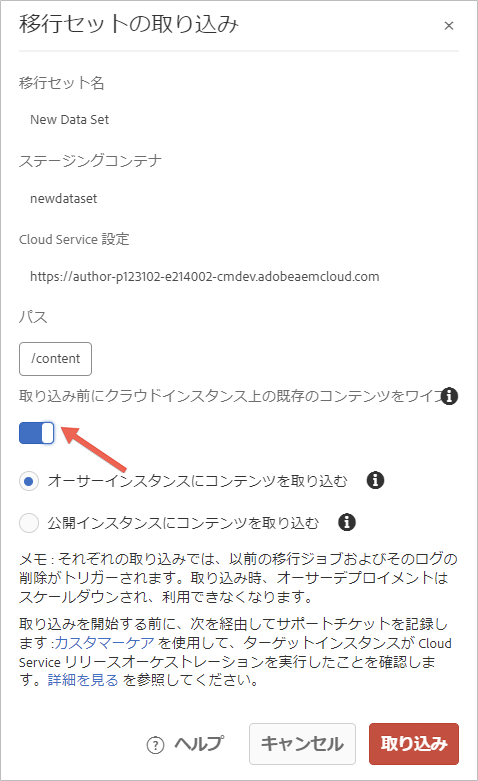 移行セットの取り込み
×
移行セット名
New Data Set
ステージングコンテナ
newdataset
Cloud Service 設定
https://author-p123102-e214002-cmdev.adobeaemcloud.com
パス
/content
取り込み前にクラウドインスタンス上の既存のコンテンツをワイプ
オーサーインスタンスにコンテンツを取り込む
公開インスタンスにコンテンツを取り込む
メモ : それぞれの取り込みでは、以前の移行ジョブおよびそのログの
削除がトリガーされます。取り込み時、オーサーデプロイメントは
スケールダウンされ、利用できなくなります。
取り込みを開始する前に、次を経由してサポートチケットを記録し
ます :カスタマーケア を使用して、ターゲットインスタンスが Cloud
Service リリースオーケストレーションを実行したことを確認しま
す。詳細を見る を参照してください。
? ヘルプ キャンセル 取り込み